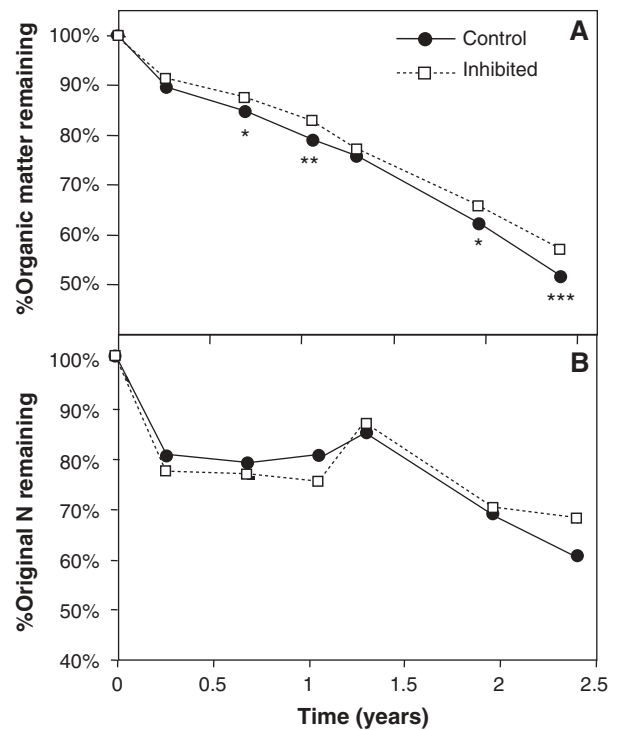 A
Control
Inhibited
%Organic matter remaining
100%
90%
80%
70%
60%
50%
*
**
*
***
B
%Original N remaining
100%
90%
80%
70%
60%
50%
40%
0 0.5 1 1.5 2 2.5
Time (years)